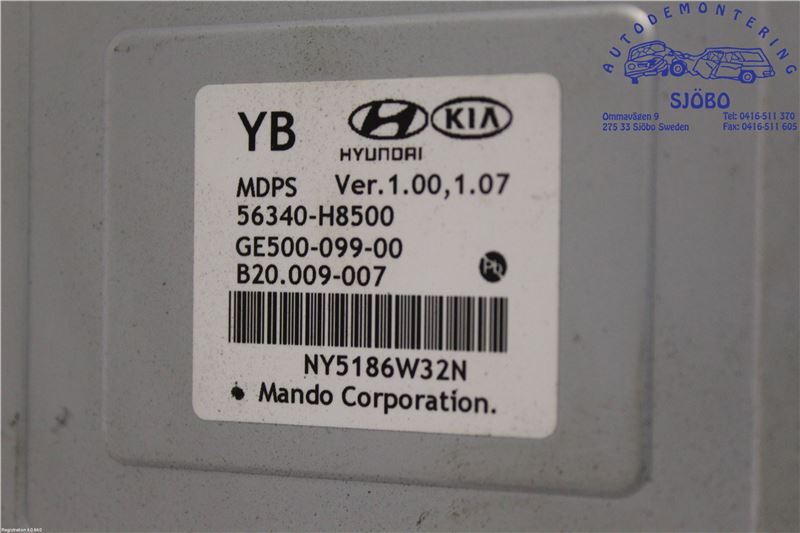 AUTODEMONTERING
SJÖBO
Ommavägen 9 Tel: 0416-511 370
275 33 Sjöbo Sweden Fax: 0416-511 605
YB
HYUNDAI KIA
MDPS Ver.1.00,1.07
56340-H8500
GE500-099-00
B20.009-007
Pb
NY5186W32N
Mando Corporation.